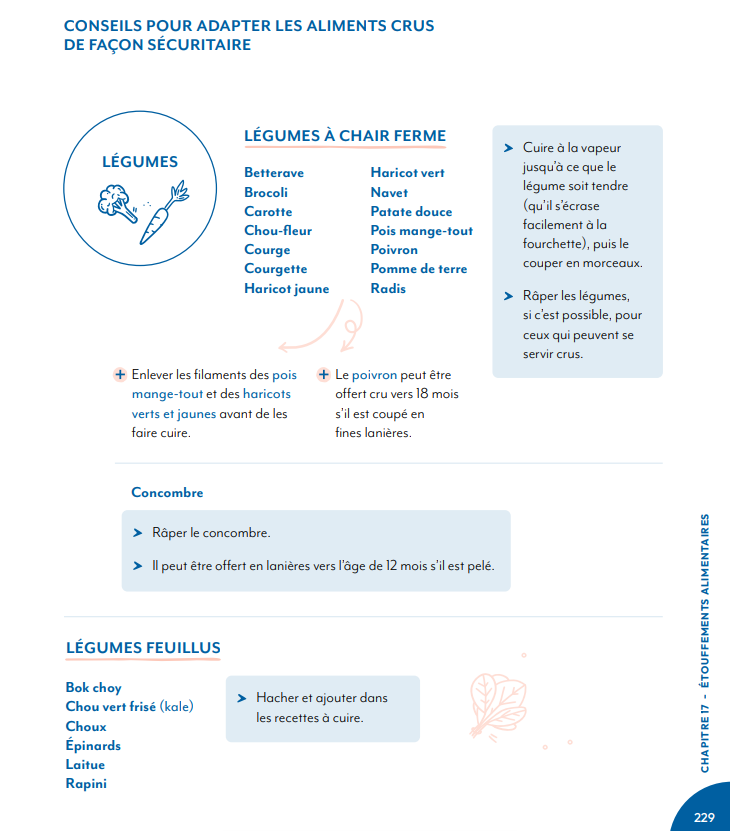 CONSEILS POUR ADAPTER LES ALIMENTS CRUS
DE FAÇON SÉCURITAIRE
LÉGUMES
LÉGUMES À CHAIR FERME
Betterave
Brocoli
Carotte
Chou-fleur
Courge
Courgette
Haricot jaune
Haricot vert
Navet
Patate douce
Pois mange-tout
Poivron
Pomme de terre
Radis
Cuire à la vapeur
jusqu'à ce que le
légume soit tendre
(qu'il s'écrase
facilement à la
fourchette), puis le
couper en morceaux.
Râper les légumes,
si c'est possible, pour
ceux qui peuvent se
servir crus.
+ Enlever les filaments des pois
mange-tout et des haricots
verts et jaunes avant de les
faire cuire.
+ Le poivron peut être
offert cru vers 18 mois
s'il est coupé en
fines lanières.
Concombre
Râper le concombre.
Il peut être offert en lanières vers l'âge de 12 mois s'il est pelé.
LÉGUMES FEUILLUS
Bok choy
Chou vert frisé (kale)
Choux
Épinards
Laitue
Rapini
Hacher et ajouter dans
les recettes à cuire.
CHAPITRE 17 - ÉTOUFFEMENTS ALIMENTAIRES
229